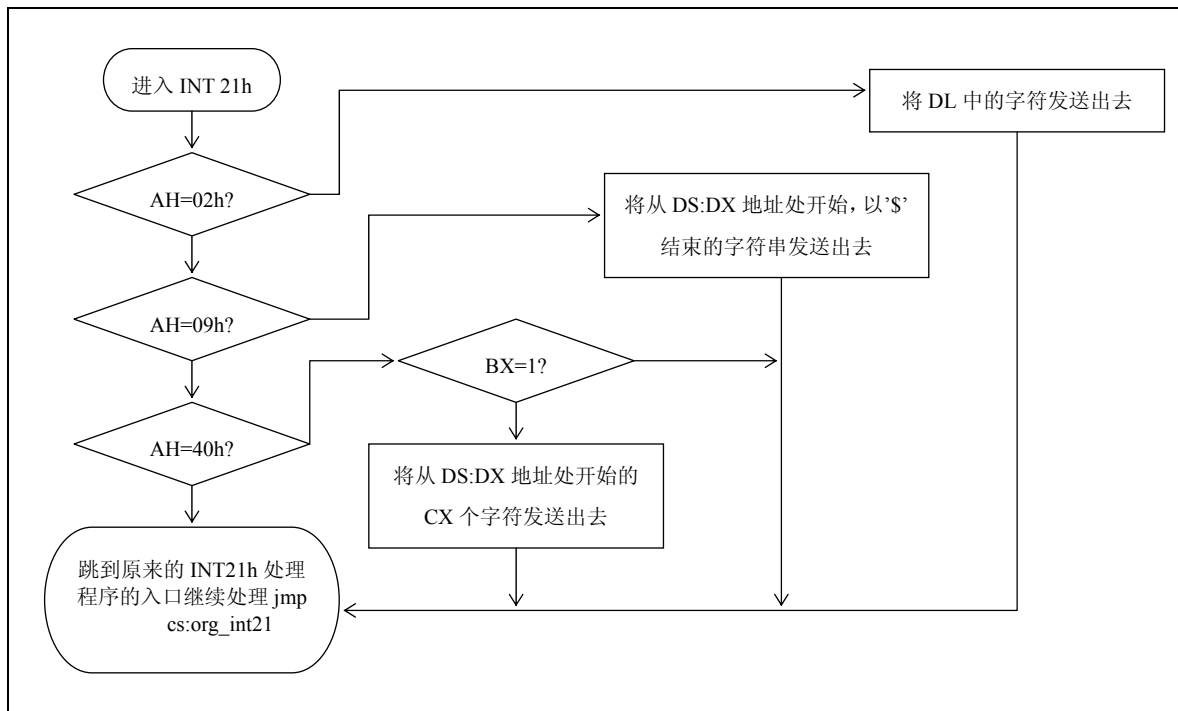 进入 INT 21h
将 DL 中的字符发送出去
AH=02h?
将从 DS:DX 地址处开始，以’$’
结束的字符串发送出去
AH=09h?
BX=1?
AH=40h?
将从 DS:DX 地址处开始的
CX 个字符发送出去
跳到原来的 INT21h 处理
程序的入口继续处理 jmp
cs:org_int21